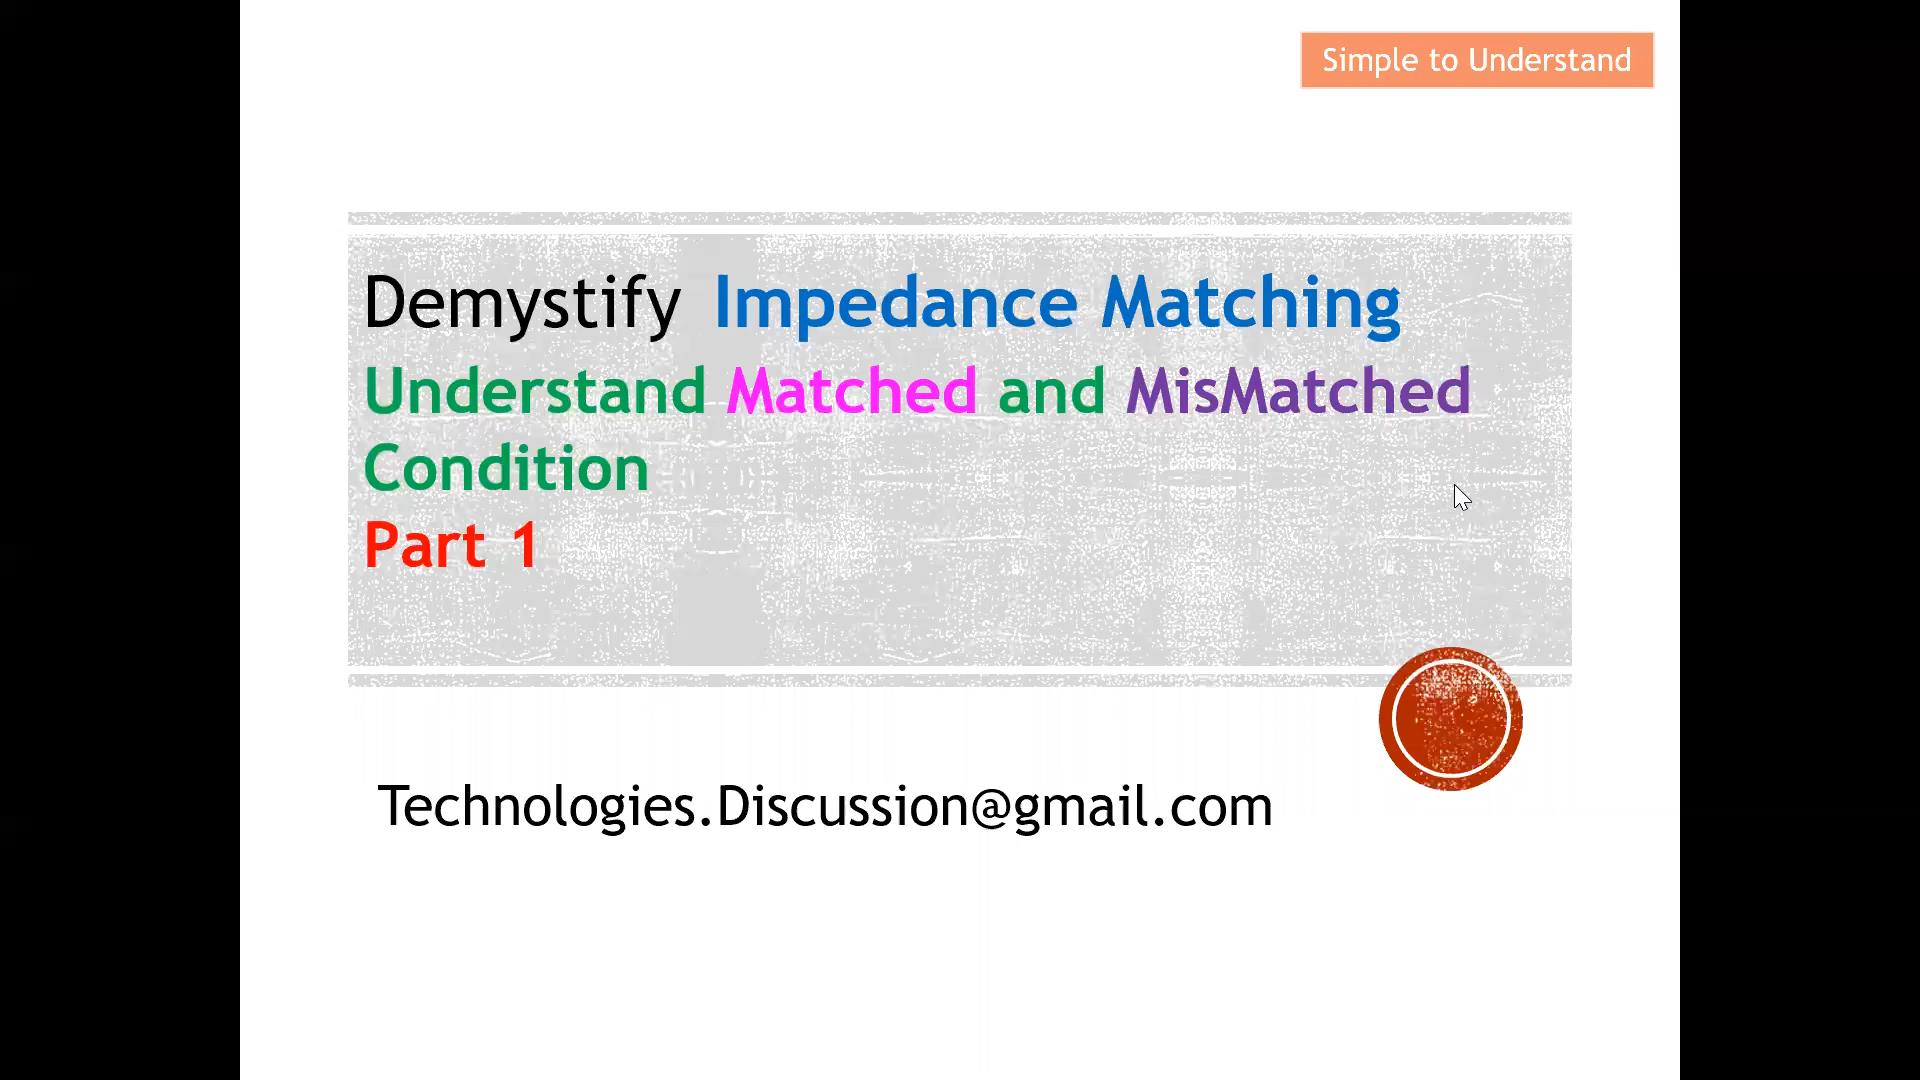 Simple to Understand
Demystify Impedance Matching
Understand Matched and MisMatched
Condition
Part 1
Technologies.Discussion@gmail.com